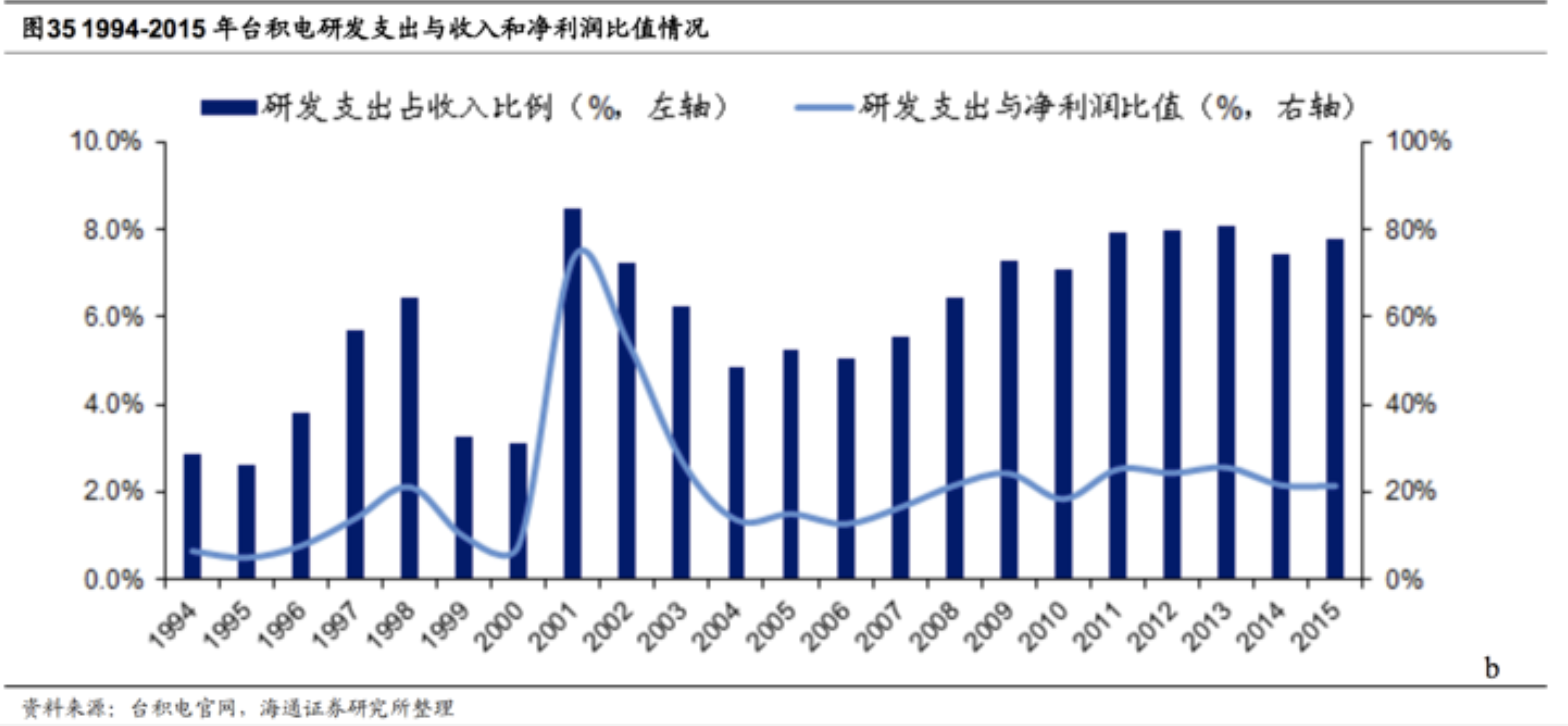 图35 1994-2015 年台积电研发支出与收入和净利润比值情况
研发支出占收入比例（%，左轴） 研发支出与净利润比值（%，右轴）
10.0% 100%
8.0% 80%
6.0% 60%
4.0% 40%
2.0% 20%
0.0% 0%
1994 1995 1996 1997 1998 1999 2000 2001 2002 2003 2004 2005 2006 2007 2008 2009 2010 2011 2012 2013 2014 2015
b
资料来源：台积电官网，海通证券研究所整理